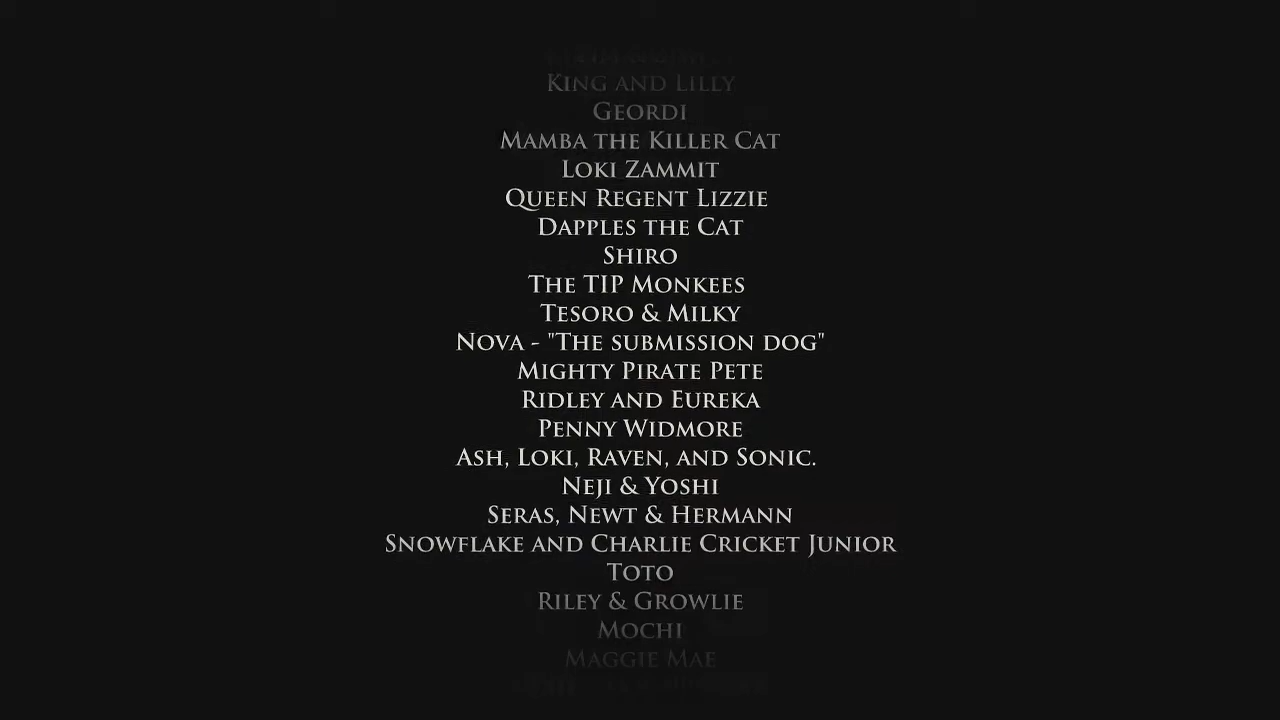 King and Lilly
Geordi
Mamba the Killer Cat
Loki Zammit
Queen Regent Lizzie
Dapples the Cat
Shiro
The TIP Monkees
Tesoro & Milky
Nova - "The submission dog"
Mighty Pirate Pete
Ridley and Eureka
Penny Widmore
Ash, Loki, Raven, and Sonic.
Neji & Yoshi
Seras, Newt & Hermann
Snowflake and Charlie Cricket Junior
Toto
Riley & Growlie
Mochi
Maggie Mae